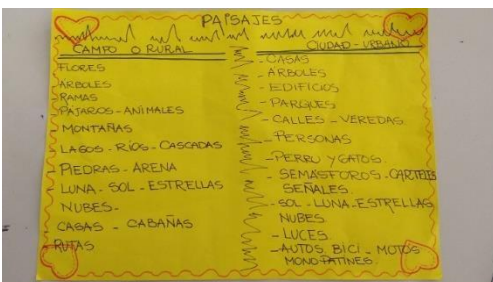 PAISAJES
CAMPO O RURAL
FLORES
ARBOLES
RAMAS
PÁJAROS - ANIMALES
MONTAÑAS
LAGOS - RÍOS - CASCADAS
PIEDRAS - ARENA
LUNA - SOL - ESTRELLAS
NUBES -
CASAS - CABAÑAS
RUTAS
CIUDAD - URBANO
- CASAS
- ARBOLES
- EDIFICIOS
- PARQUES
- CALLES - VEREDAS
- PERSONAS
- PERRO Y GATOS
- SEMÁSFOROS - CARTELES
SEÑALES.
- SOL - LUNA - ESTRELLAS
NUBES.
- LUCES
- AUTOS. BICI - MOTOS
MONOPATINES.